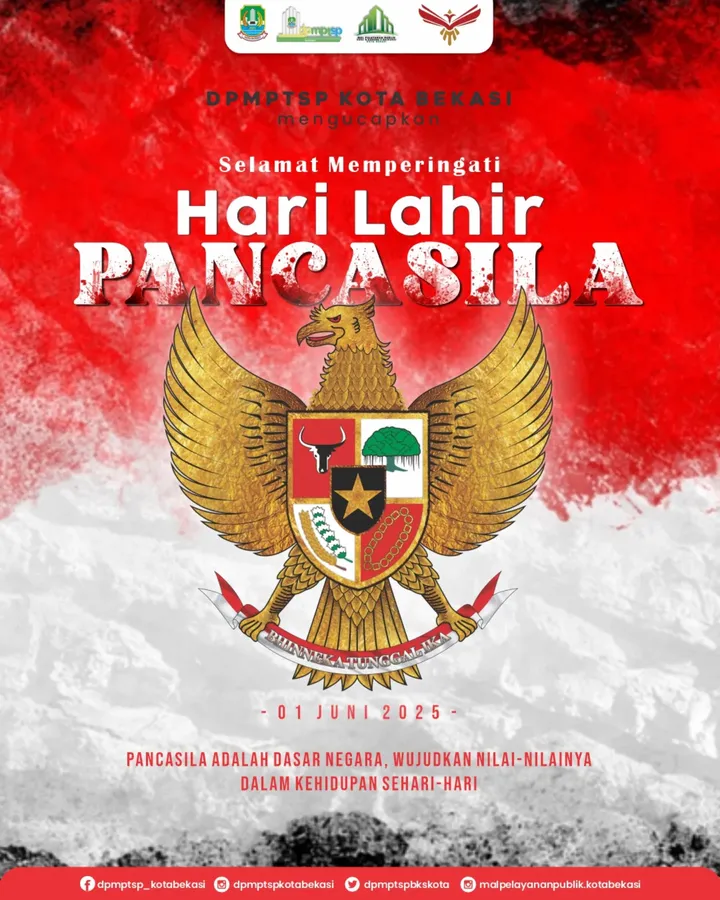 DPMPTSP KOTA BEKASI
mengucapkan
Selamat Memperingati
Hari Lahir
PANCASILA
BHINNEKA TUNGGAL IKA
- 01 JUNI 2025 -
PANCASILA ADALAH DASAR NEGARA, WUJUDKAN NILAI-NILAINYA
DALAM KEHIDUPAN SEHARI-HARI
dpmptsp_kotabekasi dpmptspkotabekasi dpmptspbkskota malpelayananpublik.kotabekasi